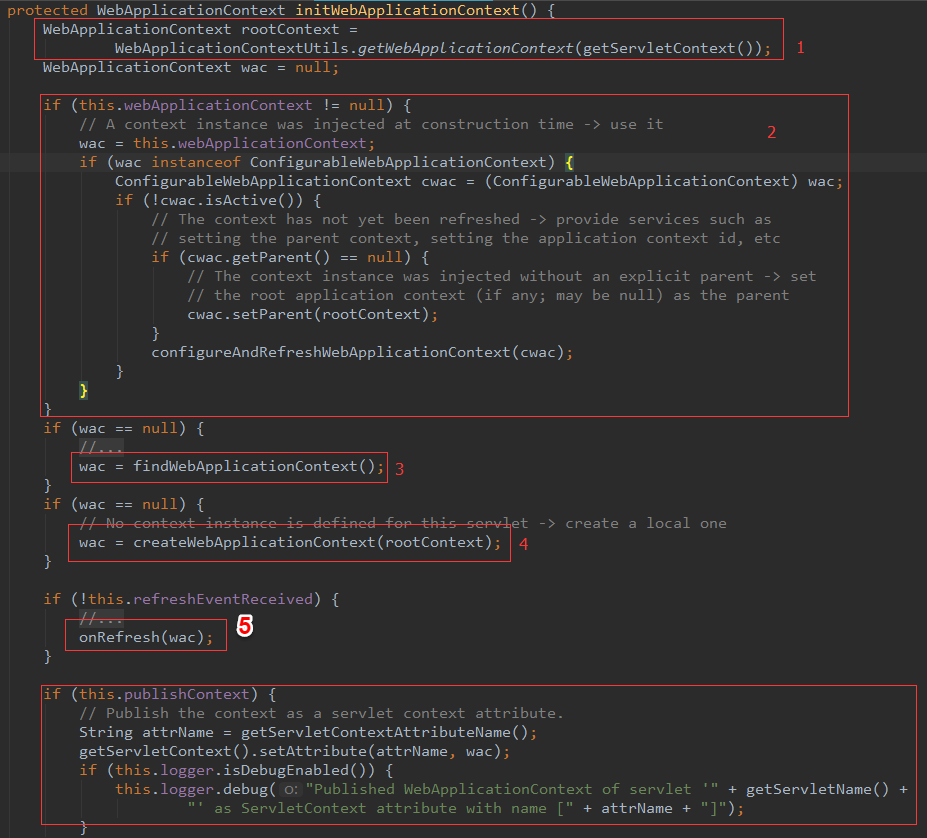 protected WebApplicationContext initWebApplicationContext() {
WebApplicationContext rootContext =
WebApplicationContextUtils.getWebApplicationContext(getServletContext()); 1
WebApplicationContext wac = null;
if (this.webApplicationContext != null) {
// A context instance was injected at construction time -> use it 2
wac = this.webApplicationContext;
if (wac instanceof ConfigurableWebApplicationContext) {
ConfigurableWebApplicationContext cwac = (ConfigurableWebApplicationContext) wac;
if (!cwac.isActive()) {
// The context has not yet been refreshed -> provide services such as
// setting the parent context, setting the application context id, etc
if (cwac.getParent() == null) {
// The context instance was injected without an explicit parent -> set
// the root application context (if any; may be null) as the parent
cwac.setParent(rootContext);
}
configureAndRefreshWebApplicationContext(cwac);
}
}
}
if (wac == null) {
//...
wac = findWebApplicationContext(); 3
}
if (wac == null) {
// No context instance is defined for this servlet -> create a local one
wac = createWebApplicationContext(rootContext); 4
}
if (!this.refreshEventReceived) {
//...
onRefresh(wac); 5
}
if (this.publishContext) {
// Publish the context as a servlet context attribute.
String attrName = getServletContextAttributeName();
getServletContext().setAttribute(attrName, wac);
if (this.logger.isDebugEnabled()) {
this.logger.debug( o: "Published WebApplicationContext of servlet '" + getServletName() +
"' as ServletContext attribute with name [" + attrName + "]");
}